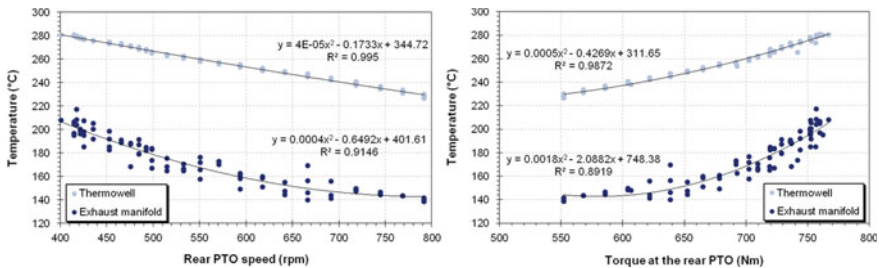 300
280
260
240
220
200
180
160
140
120
Temperature (°C)
y = 4E-05x² - 0.1733x + 344.72
R² = 0.995
y = 0.0004x² - 0.6492x + 401.61
R² = 0.9146
Thermowell
Exhaust manifold
400 450 500 550 600 650 700 750 800
Rear PTO speed (rpm)
300
280
260
240
220
200
180
160
140
120
Temperature (°C)
y = 0.0005x² - 0.4269x + 311.65
R² = 0.9872
y = 0.0018x² - 2.0882x + 748.38
R² = 0.8919
Thermowell
Exhaust manifold
500 550 600 650 700 750 800
Torque at the rear PTO (Nm)